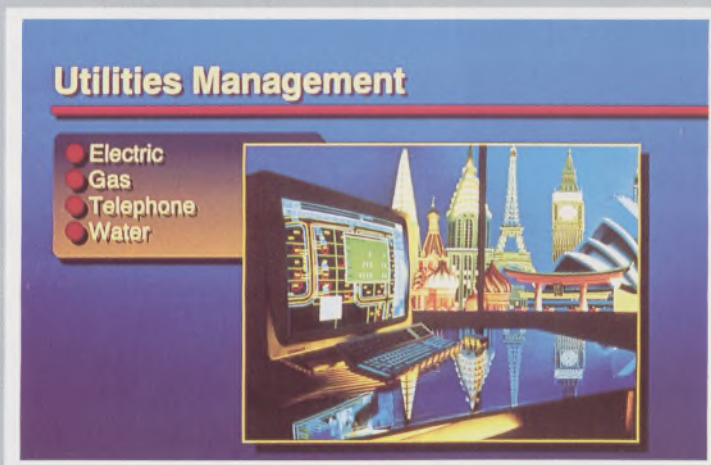 Utilities Management
Electric
Gas
Telephone
Water